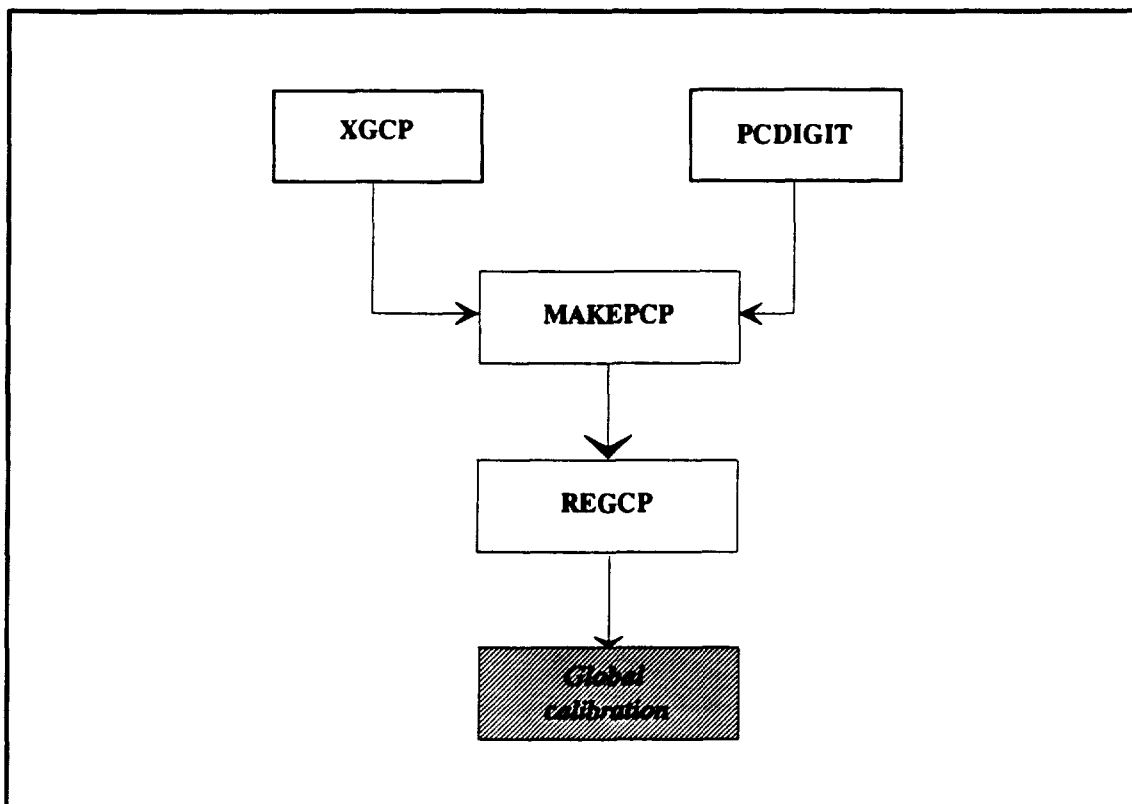 XGCP
PCDIGIT
MAKEPCP
REGCP
Global
calibration